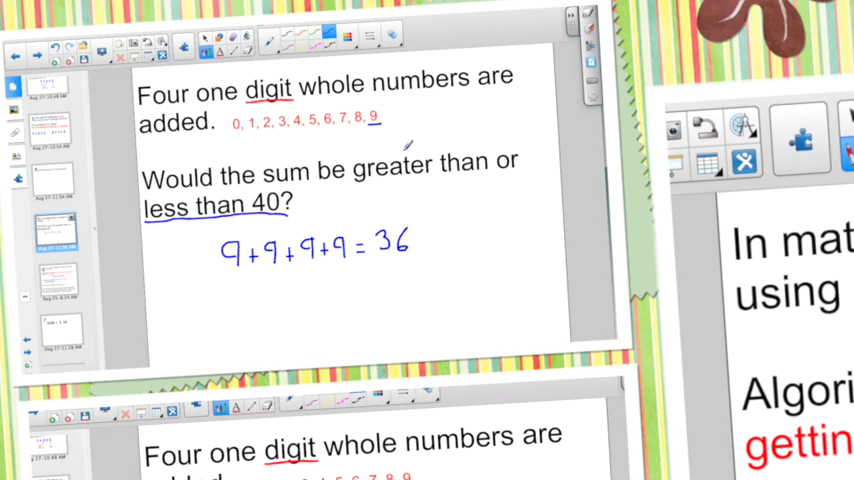 Four one digit whole numbers are
added. 0, 1, 2, 3, 4, 5, 6, 7, 8, 9
Would the sum be greater than or
less than 40?
9+9+9+9=36
Four one digit whole numbers are
In mat
using
Algori
gettin